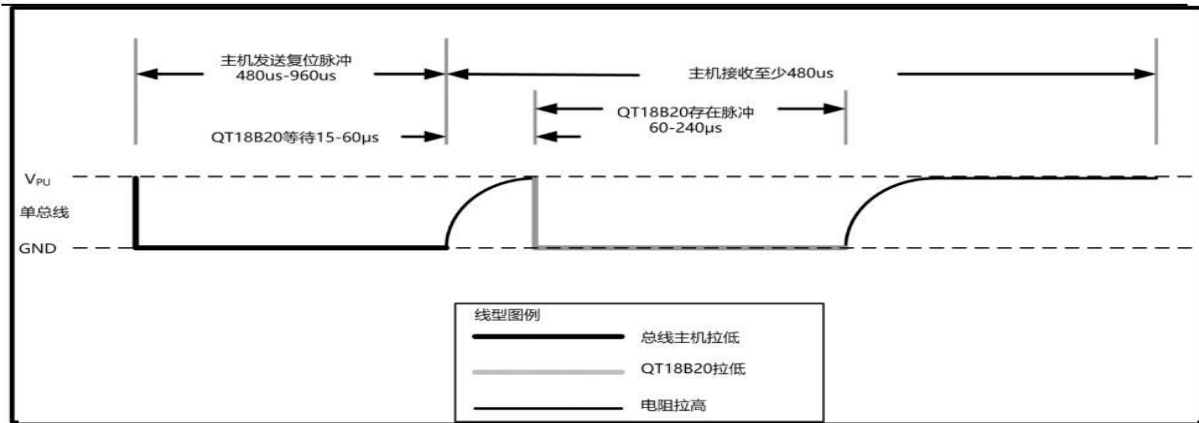 主机发送复位脉冲
480us-960us
主机接收至少480us
QT18B20存在脉冲
60-240μs
QT18B20等待15-60μs
VPU
单总线
GND
线型图例
总线主机拉低
QT18B20拉低
电阻拉高